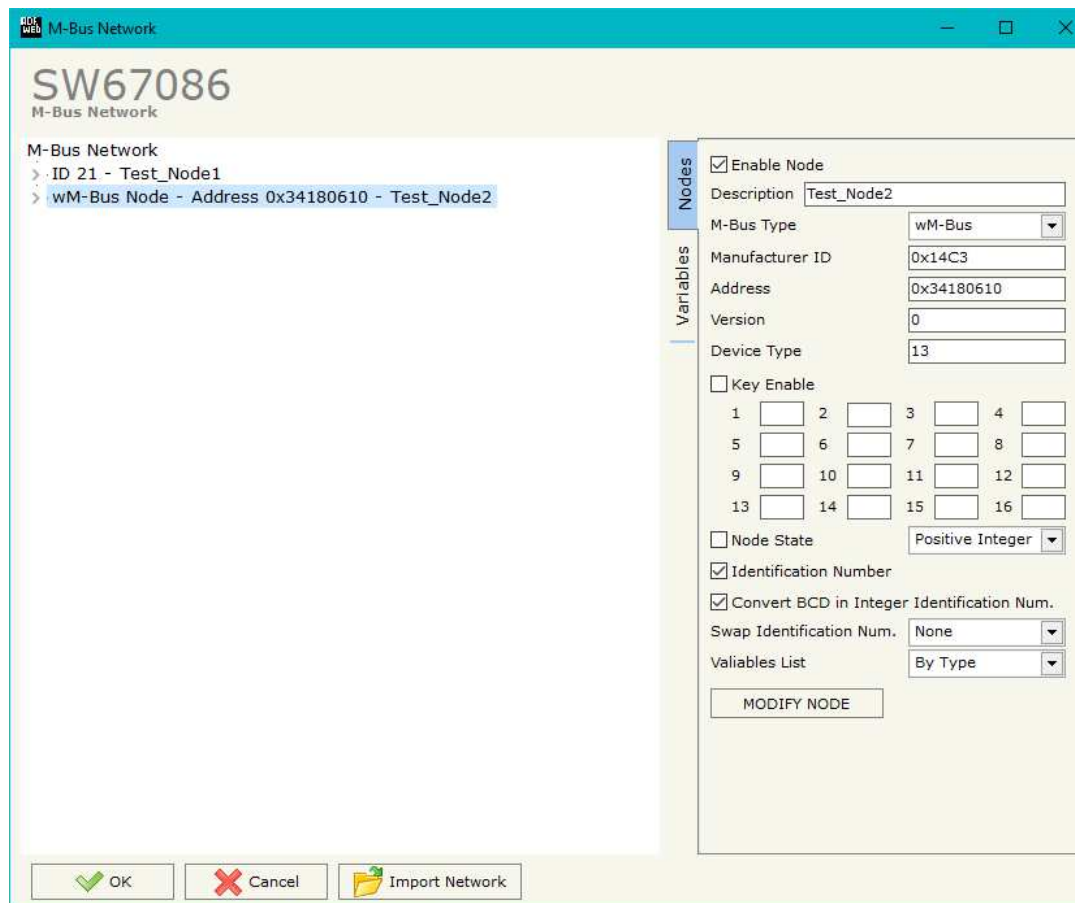 ADF
WEB
M-Bus Network
SW67086
M-Bus Network
M-Bus Network
ID 21 - Test_Node1
wM-Bus Node - Address 0x34180610 - Test_Node2
Nodes
Variables
Enable Node
Description Test_Node2
M-Bus Type wM-Bus
Manufacturer ID 0x14C3
Address 0x34180610
Version 0
Device Type 13
Key Enable
1 2 3 4
5 6 7 8
9 10 11 12
13 14 15 16
Node State Positive Integer
Identification Number
Convert BCD in Integer Identification Num.
Swap Identification Num. None
Valiables List By Type
MODIFY NODE
OK Cancel Import Network